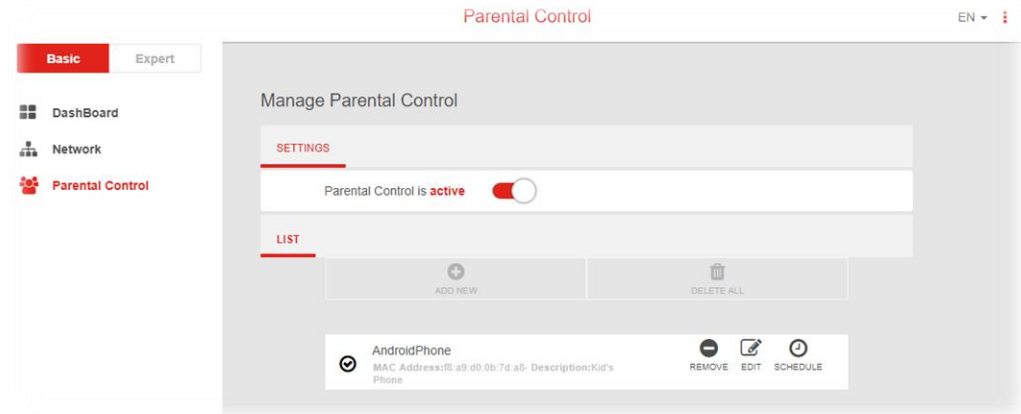 Parental Control
EN
Basic
Expert
DashBoard
Network
Parental Control
Manage Parental Control
SETTINGS
Parental Control is active
LIST
ADD NEW
DELETE ALL
AndroidPhone
MAC Address:f8:a9:d0:0b:7d:a8- Description:Kid's
Phone
REMOVE
EDIT
SCHEDULE